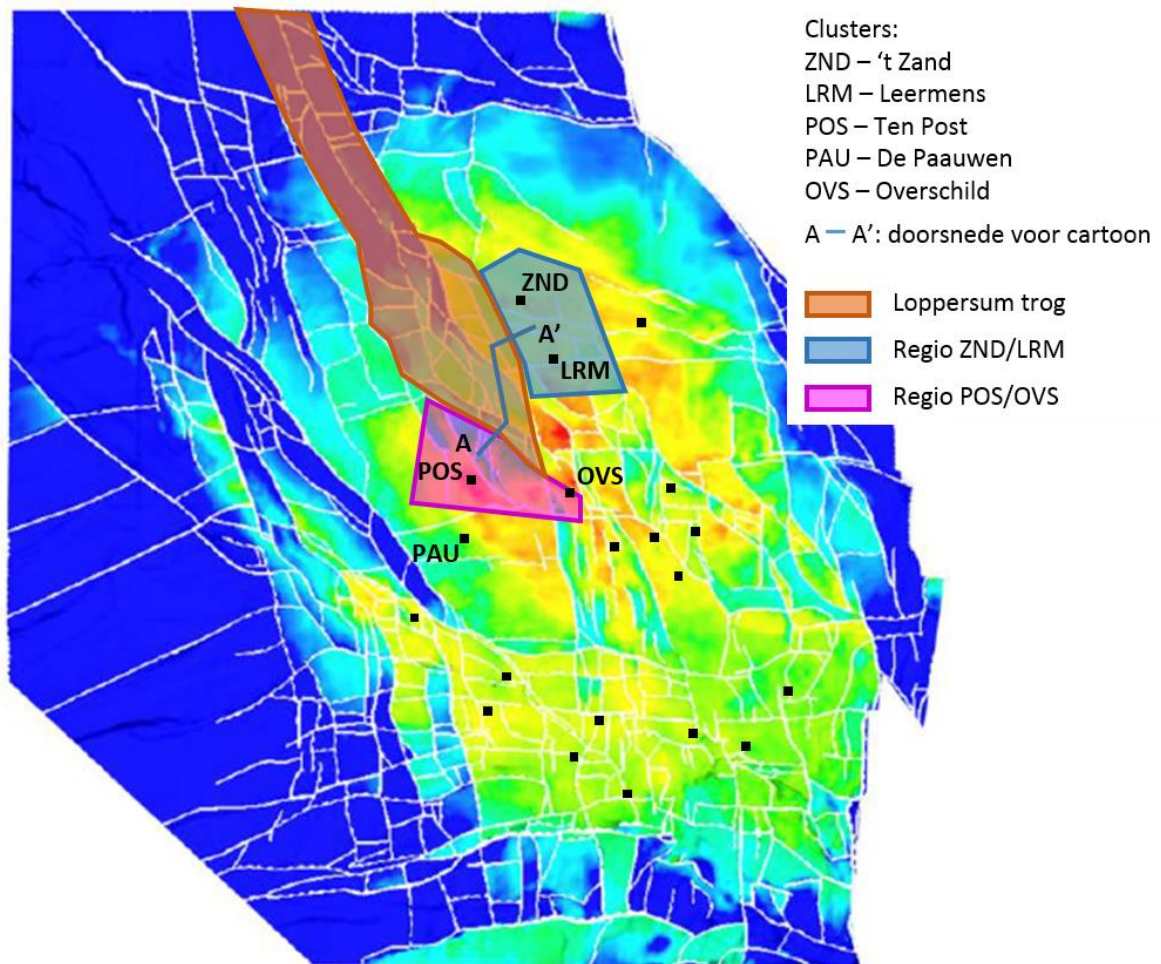 Clusters:
ZND – ‘t Zand
LRM – Leermens
POS – Ten Post
PAU – De Paauwen
OVS – Overschild
A – A’: doorsnede voor cartoon
Loppersum trog
Regio ZND/LRM
Regio POS/OVS
ZND
A’
LRM
A
POS
OVS
PAU